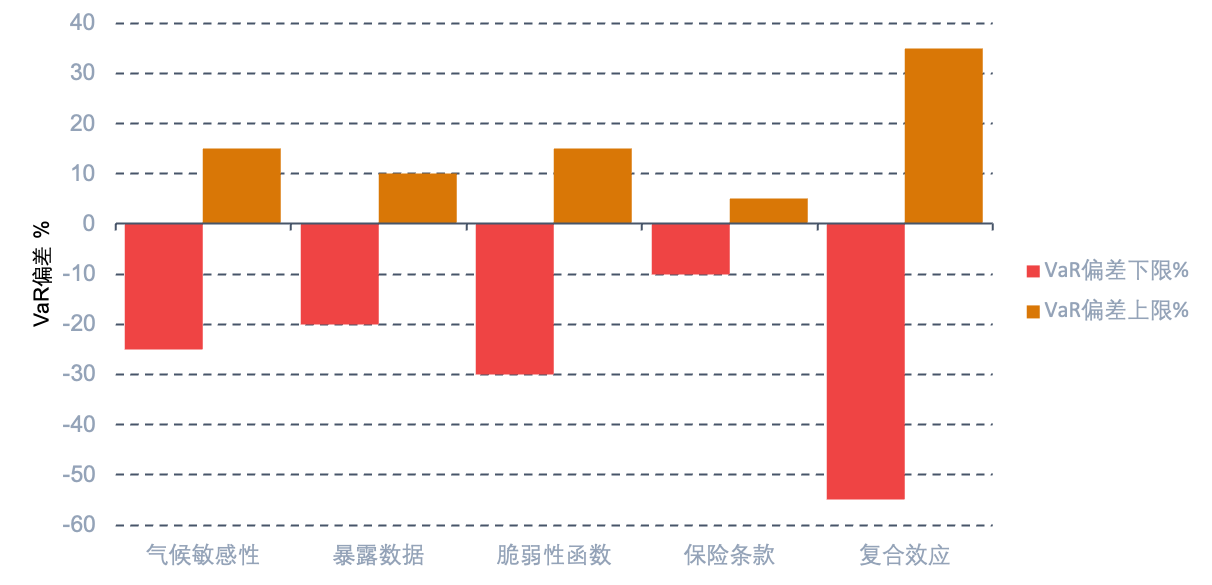 40
30
20
10
0
-10
-20
-30
-40
-50
-60
VaR偏差 %
气候敏感性
暴露数据
脆弱性函数
保险条款
复合效应
VaR偏差下限%
VaR偏差上限%